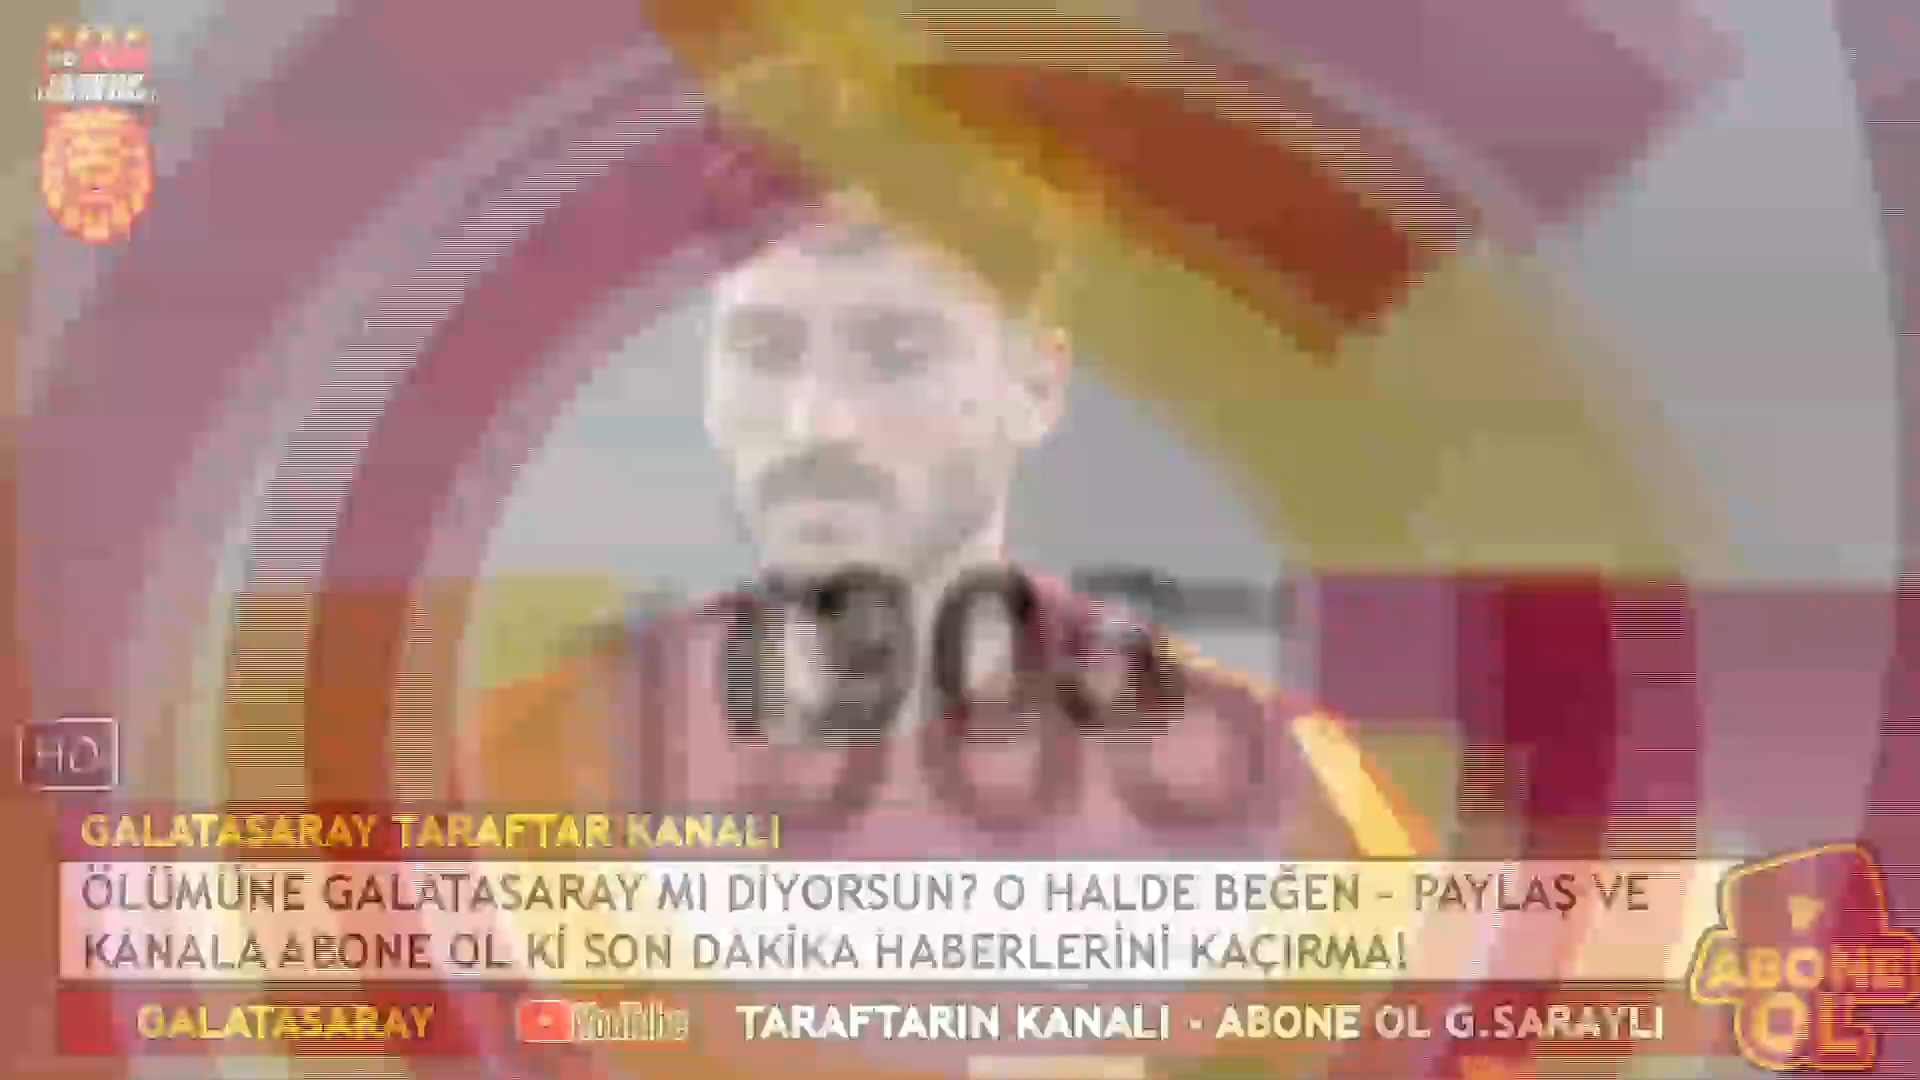 HD
GALATASARAY TARAFTAR KANALI
ÖLÜMÜNE GALATASARAY MI DİYORSUN? O HALDE BEĞEN - PAYLAŞ VE
KANALA ABONE OL Kİ SON DAKİKA HABERLERİNİ KAÇIRMA!
GALATASARAY YouTube TARAFTARIN KANALI - ABONE OL G.SARAYLI
ABONE
OL